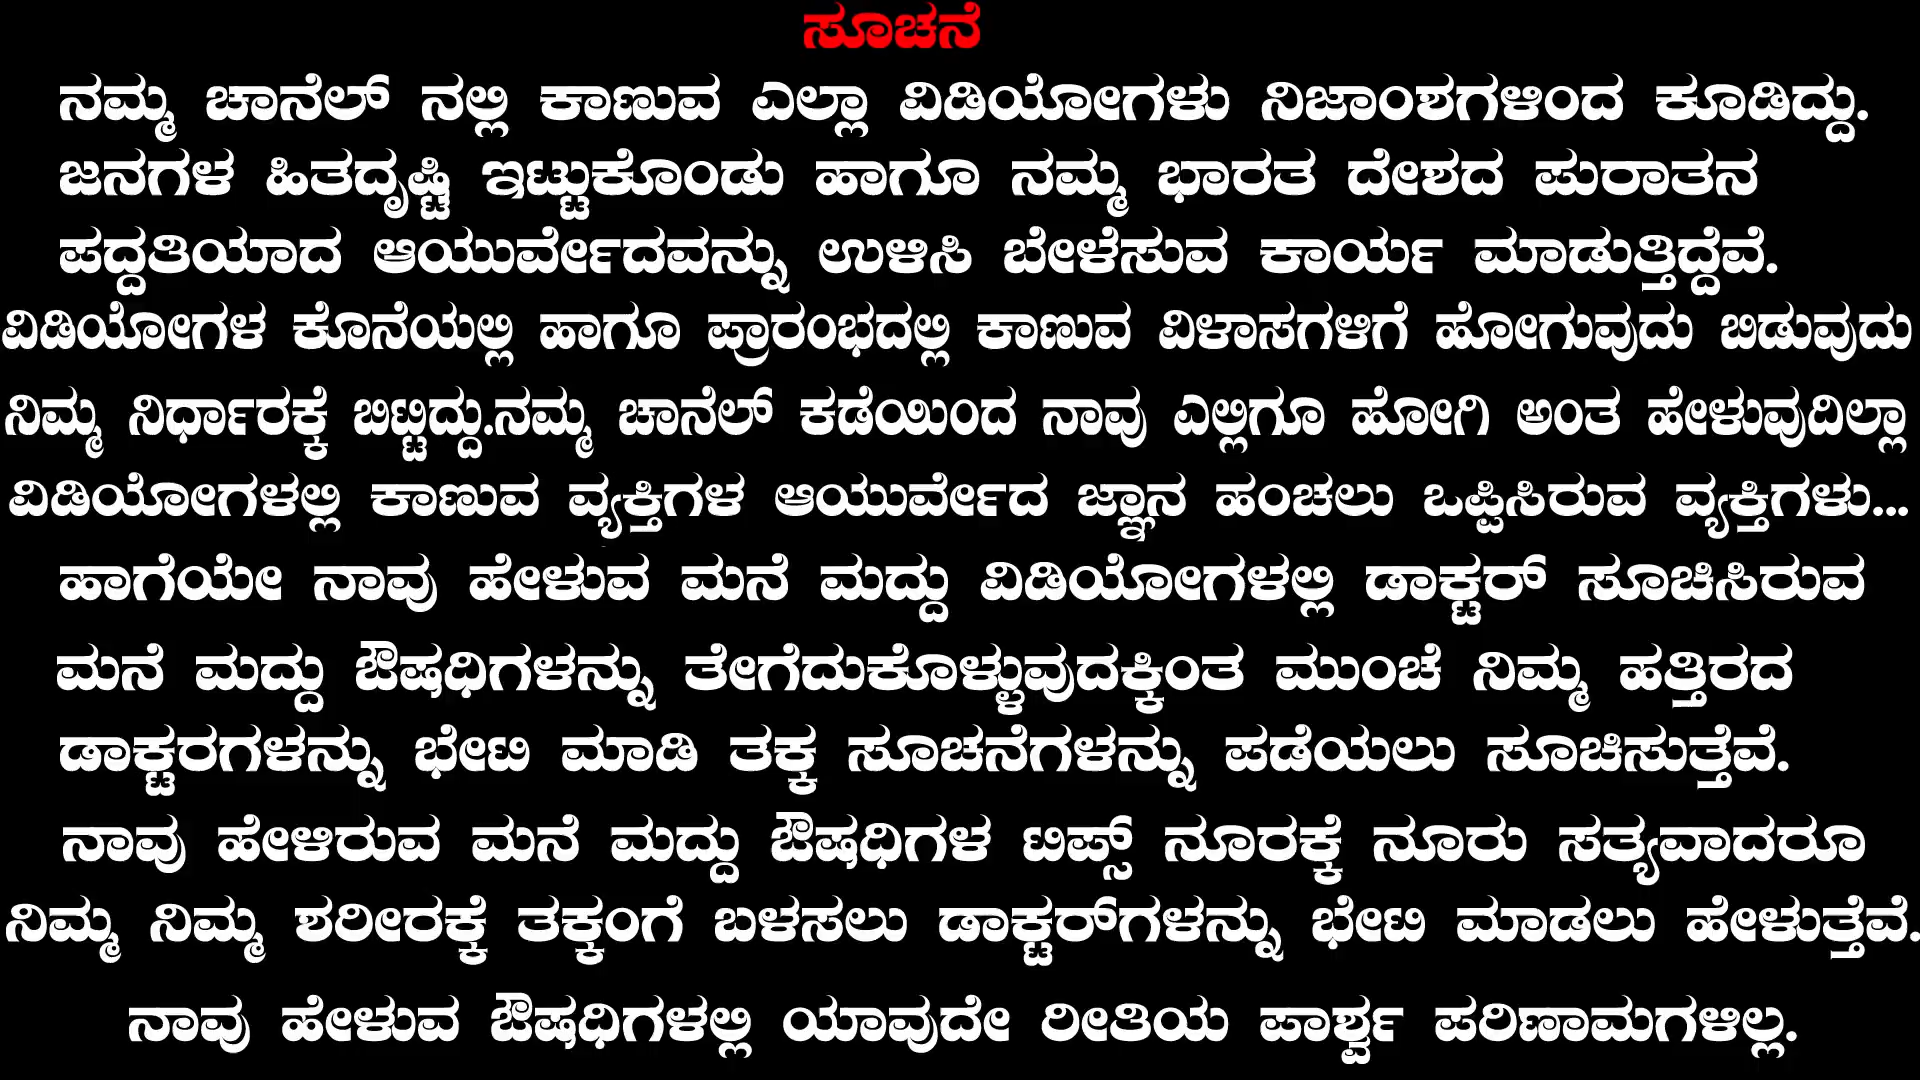 ಸೂಚನೆ
ನಮ್ಮ ಚಾನೆಲ್ ನಲ್ಲಿ ಕಾಣುವ ಎಲ್ಲಾ ವಿಡಿಯೋಗಳು ನಿಜಾಂಶಗಳಿಂದ ಕೂಡಿದ್ದು.
ಜನಗಳ ಹಿತದೃಷ್ಟಿ ಇಟ್ಟುಕೊಂಡು ಹಾಗೂ ನಮ್ಮ ಭಾರತ ದೇಶದ ಪುರಾತನ
ಪದ್ದತಿಯಾದ ಆಯುರ್ವೇದವನ್ನು ಉಳಿಸಿ ಬೇಳೆಸುವ ಕಾರ್ಯ ಮಾಡುತ್ತಿದ್ದೆವೆ.
ವಿಡಿಯೋಗಳ ಕೊನೆಯಲ್ಲಿ ಹಾಗೂ ಪ್ರಾರಂಭದಲ್ಲಿ ಕಾಣುವ ವಿಳಾಸಗಳಿಗೆ ಹೋಗುವುದು ಬಿಡುವುದು
ನಿಮ್ಮ ನಿರ್ಧಾರಕ್ಕೆ ಬಿಟ್ಟಿದ್ದು.ನಮ್ಮ ಚಾನೆಲ್ ಕಡೆಯಿಂದ ನಾವು ಎಲ್ಲಿಗೂ ಹೋಗಿ ಅಂತ ಹೇಳುವುದಿಲ್ಲಾ
ವಿಡಿಯೋಗಳಲ್ಲಿ ಕಾಣುವ ವ್ಯಕ್ತಿಗಳ ಆಯುರ್ವೇದ ಜ್ಞಾನ ಹಂಚಲು ಒಪ್ಪಿಸಿರುವ ವ್ಯಕ್ತಿಗಳು...
ಹಾಗೆಯೇ ನಾವು ಹೇಳುವ ಮನೆ ಮದ್ದು ವಿಡಿಯೋಗಳಲ್ಲಿ ಡಾಕ್ಟರ್ ಸೂಚಿಸಿರುವ
ಮನೆ ಮದ್ದು ಔಷಧಿಗಳನ್ನು ತೇಗೆದುಕೊಳ್ಳುವುದಕ್ಕಿಂತ ಮುಂಚೆ ನಿಮ್ಮ ಹತ್ತಿರದ
ಡಾಕ್ಟರಗಳನ್ನು ಭೇಟಿ ಮಾಡಿ ತಕ್ಕ ಸೂಚನೆಗಳನ್ನು ಪಡೆಯಲು ಸೂಚಿಸುತ್ತೆವೆ.
ನಾವು ಹೇಳಿರುವ ಮನೆ ಮದ್ದು ಔಷಧಿಗಳ ಟಿಪ್ಸ್ ನೂರಕ್ಕೆ ನೂರು ಸತ್ಯವಾದರೂ
ನಿಮ್ಮ ನಿಮ್ಮ ಶರೀರಕ್ಕೆ ತಕ್ಕಂಗೆ ಬಳಸಲು ಡಾಕ್ಟರ್‌ಗಳನ್ನು ಭೇಟಿ ಮಾಡಲು ಹೇಳುತ್ತೆವೆ.
ನಾವು ಹೇಳುವ ಔಷಧಿಗಳಲ್ಲಿ ಯಾವುದೇ ರೀತಿಯ ಪಾರ್ಶ್ವ ಪರಿಣಾಮಗಳಿಲ್ಲ.